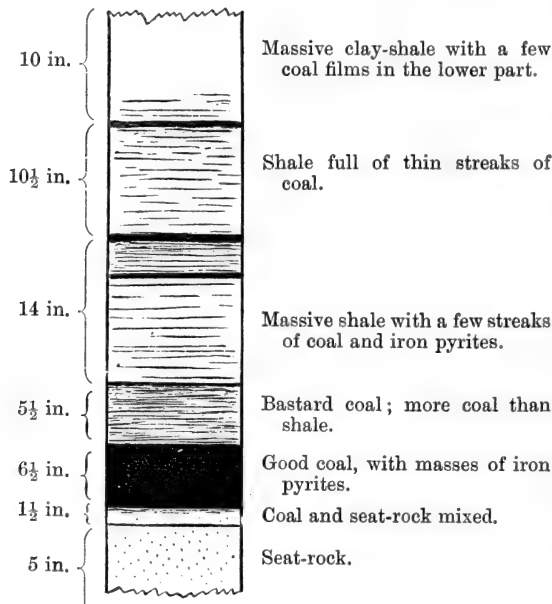 10 in.
Massive clay-shale with a few
coal films in the lower part.
10½ in.
Shale full of thin streaks of
coal.
14 in.
Massive shale with a few streaks
of coal and iron pyrites.
5½ in.
Bastard coal; more coal than
shale.
6½ in.
Good coal, with masses of iron
pyrites.
1½ in.
Coal and seat-rock mixed.
5 in.
Seat-rock.